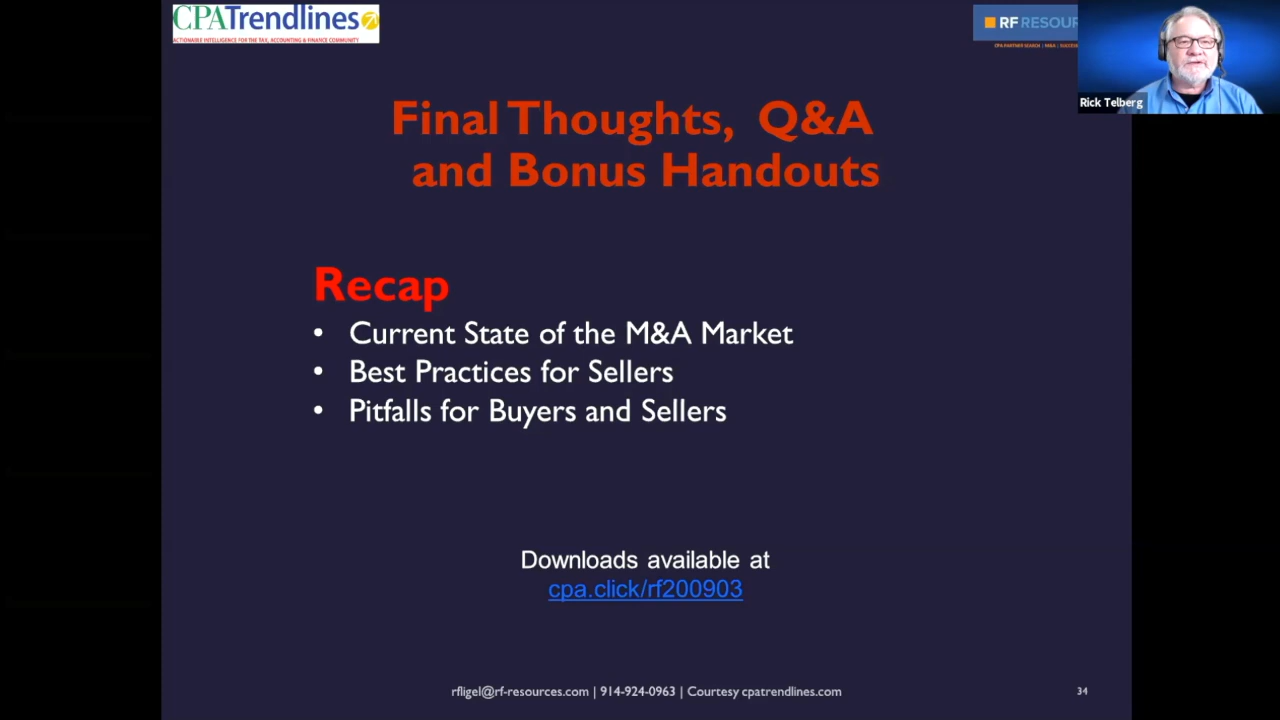 CPATrendlines
ACTIONABLE INTELLIGENCE FOR THE TAX, ACCOUNTING & FINANCE COMMUNITY
RF RESOUR
CPA PARTNER SEARCH | M&A | SUCCES
Rick Telberg
Final Thoughts, Q&A
and Bonus Handouts
Recap
• Current State of the M&A Market
• Best Practices for Sellers
• Pitfalls for Buyers and Sellers
Downloads available at
cpa.click/rf200903
rfligel@rf-resources.com | 914-924-0963 | Courtesy cpatrendlines.com
34